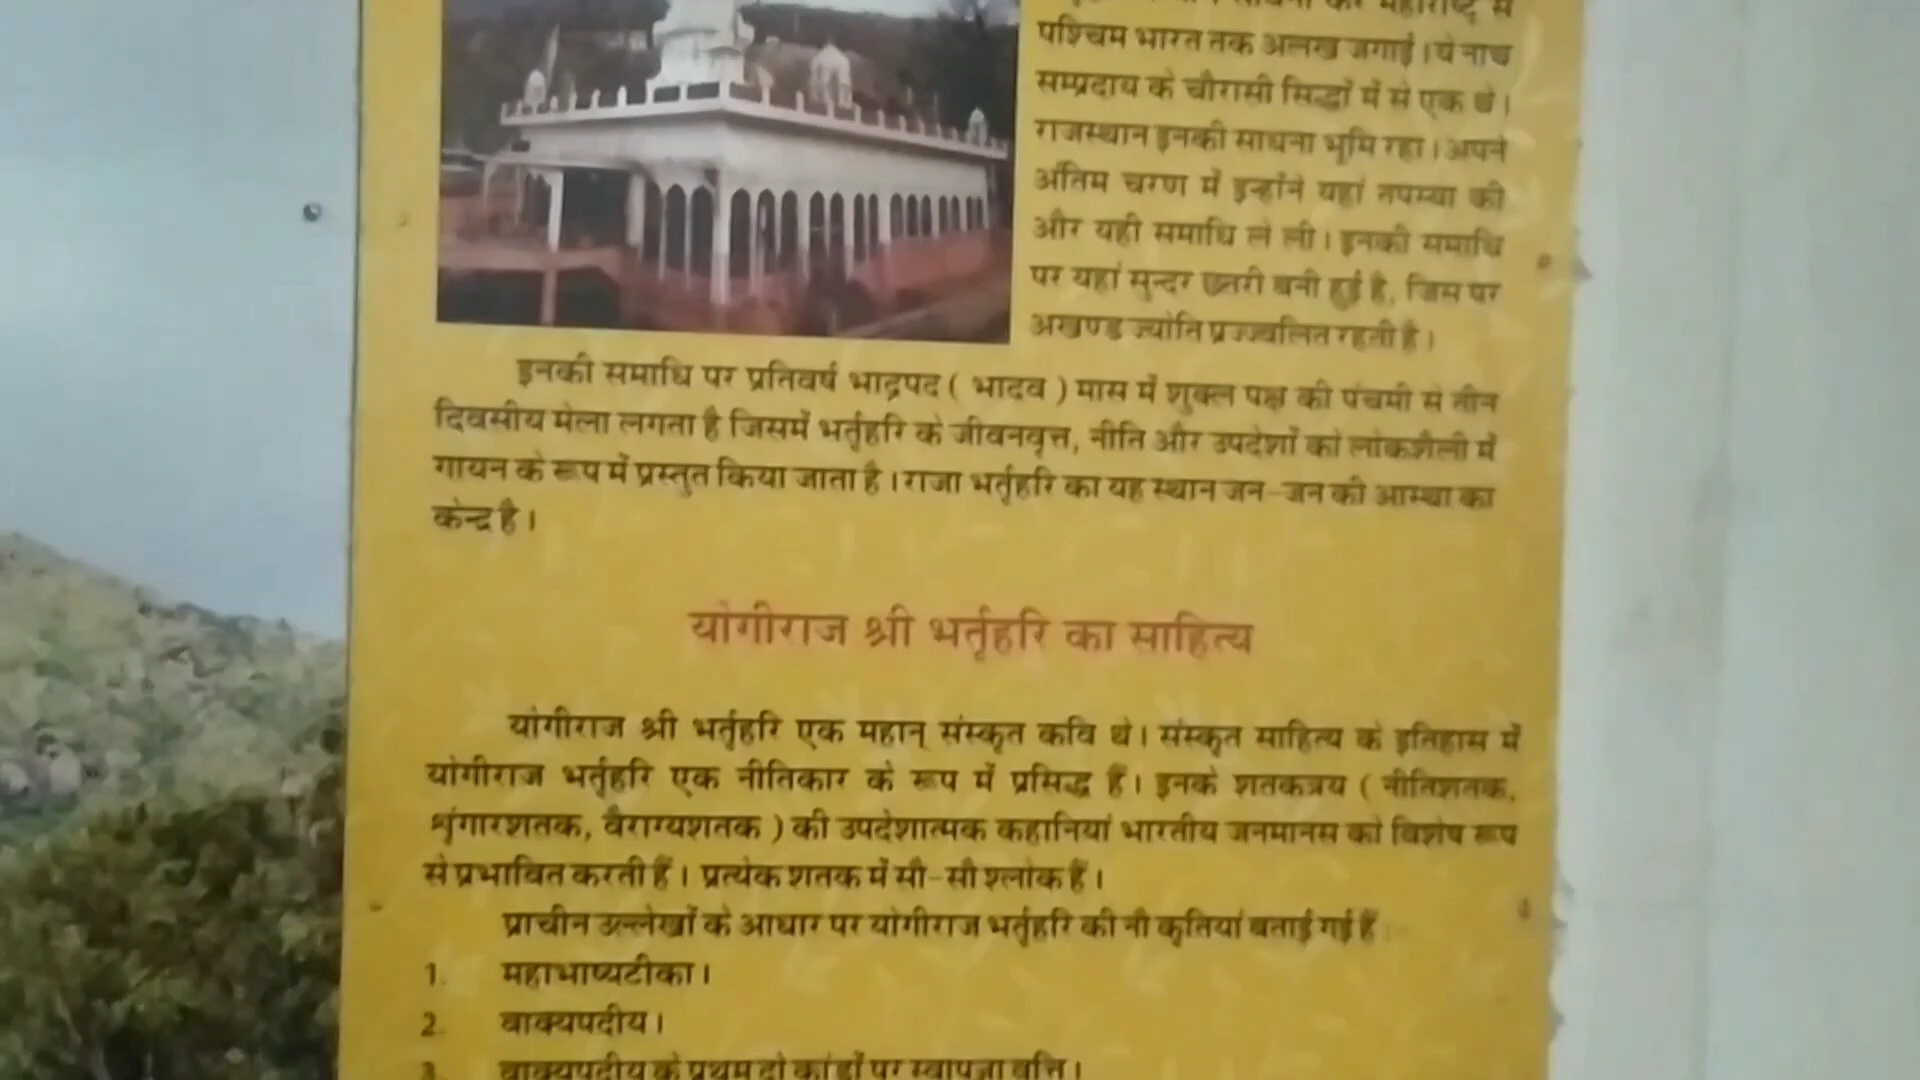 महाराष्ट्र से
पश्चिम भारत तक अलख जगाई। ये नाथ
सम्प्रदाय के चौरासी सिद्धों में से एक थे।
राजस्थान इनकी साधना भूमि रहा। अपने
अंतिम चरण में इन्होंने यहां तपस्या की
और यही समाधि ले ली। इनकी समाधि
पर यहां सुन्दर छतरी बनी हुई है, जिस पर
अखण्ड ज्योति प्रज्ज्वलित रहती है।
इनकी समाधि पर प्रतिवर्ष भाद्रपद ( भादव ) मास में शुक्ल पक्ष की पंचमी से तीन
दिवसीय मेला लगता है जिसमें भर्तृहरि के जीवनवृत्त, नीति और उपदेशों को लोकशैली में
गायन के रूप में प्रस्तुत किया जाता है। राजा भर्तृहरि का यह स्थान जन-जन की आस्था का
केन्द्र है।
योगीराज श्री भर्तृहरि का साहित्य
योगीराज श्री भर्तृहरि एक महान् संस्कृत कवि थे। संस्कृत साहित्य के इतिहास में
योगीराज भर्तृहरि एक नीतिकार के रूप में प्रसिद्ध हैं। इनके शतकत्रय ( नीतिशतक,
श्रृंगारशतक, वैराग्यशतक ) की उपदेशात्मक कहानियां भारतीय जनमानस को विशेष रूप
से प्रभावित करती हैं। प्रत्येक शतक में सौ-सौ श्लोक हैं।
प्राचीन उल्लेखों के आधार पर योगीराज भर्तृहरि की नौ कृतियां बताई गई हैं
1. महाभाष्यटीका।
2. वाक्यपदीय।
3. वाक्यपदीय के प्रथम दो कांडों पर स्वोपज्ञ वृत्ति।